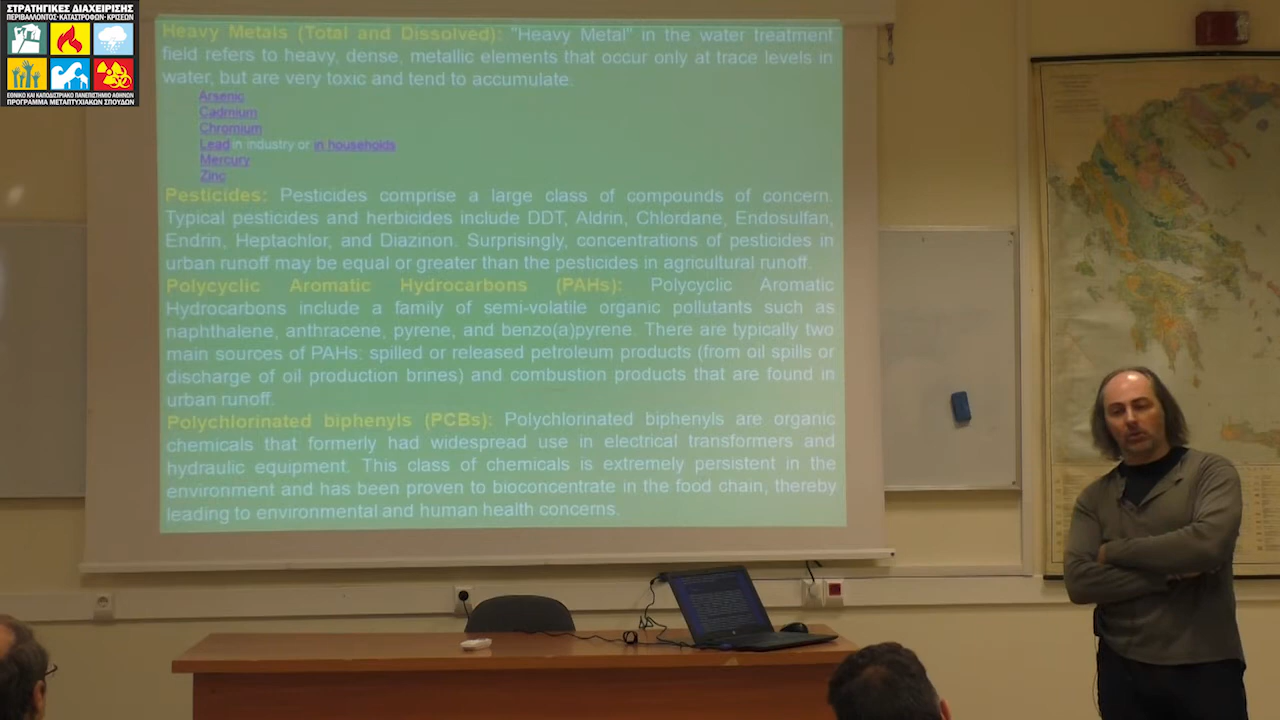 ΣΤΡΑΤΗΓΙΚΕΣ ΔΙΑΧΕΙΡΙΣΗΣ
ΠΕΡΙΒΑΛΛΟΝΤΟΣ·ΚΑΤΑΣΤΡΟΦΩΝ·ΚΡΙΣΕΩΝ
ΕΘΝΙΚΟ ΚΑΙ ΚΑΠΟΔΙΣΤΡΙΑΚΟ ΠΑΝΕΠΙΣΤΗΜΙΟ ΑΘΗΝΩΝ
ΠΡΟΓΡΑΜΜΑ ΜΕΤΑΠΤΥΧΙΑΚΩΝ ΣΠΟΥΔΩΝ
Heavy Metals (Total and Dissolved): "Heavy Metal" in the water treatment
field refers to heavy, dense, metallic elements that occur only at trace levels in
water, but are very toxic and tend to accumulate.
Arsenic
Cadmium
Chromium
Lead in industry or in households
Mercury
Zinc
Pesticides: Pesticides comprise a large class of compounds of concern.
Typical pesticides and herbicides include DDT, Aldrin, Chlordane, Endosulfan,
Endrin, Heptachlor, and Diazinon. Surprisingly, concentrations of pesticides in
urban runoff may be equal or greater than the pesticides in agricultural runoff.
Polycyclic Aromatic Hydrocarbons (PAHs): Polycyclic Aromatic
Hydrocarbons include a family of semi-volatile organic pollutants such as
naphthalene, anthracene, pyrene, and benzo(a)pyrene. There are typically two
main sources of PAHs: spilled or released petroleum products (from oil spills or
discharge of oil production brines) and combustion products that are found in
urban runoff.
Polychlorinated biphenyls (PCBs): Polychlorinated biphenyls are organic
chemicals that formerly had widespread use in electrical transformers and
hydraulic equipment. This class of chemicals is extremely persistent in the
environment and has been proven to bioconcentrate in the food chain, thereby
leading to environmental and human health concerns.